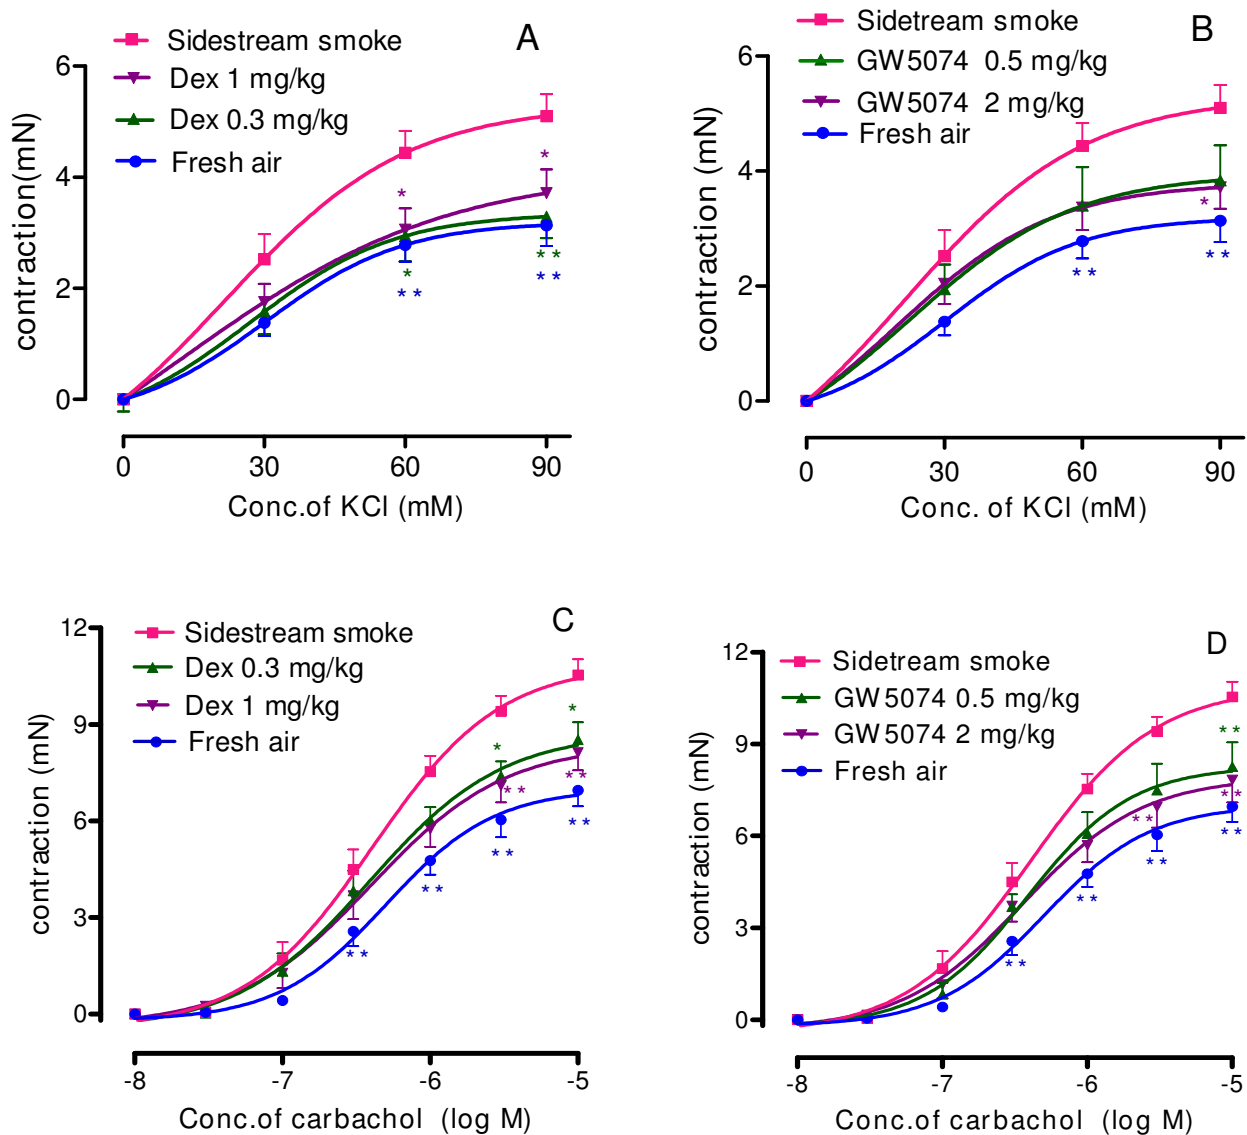 A
Sidestream smoke
Dex 1 mg/kg
Dex 0.3 mg/kg
Fresh air
contraction(mN)
6
4
2
0
*
*
*
* *
* *
* *
0 30 60 90
Conc.of KCl (mM)
B
Sidetream smoke
GW5074 0.5 mg/kg
GW5074 2 mg/kg
Fresh air
contraction (mN)
6
4
2
0
*
* *
* *
0 30 60 90
Conc. of KCl (mM)
C
Sidestream smoke
Dex 0.3 mg/kg
Dex 1 mg/kg
Fresh air
contraction (mN)
12
9
6
3
0
*
*
* *
* *
* *
* *
* *
* *
-8 -7 -6 -5
Conc.of carbachol (log M)
D
Sidetream smoke
GW5074 0.5 mg/kg
GW5074 2 mg/kg
Fresh air
contraction (mN)
12
9
6
3
0
* *
* *
* *
* *
* *
* *
* *
-8 -7 -6 -5
Conc.of carbachol (log M)